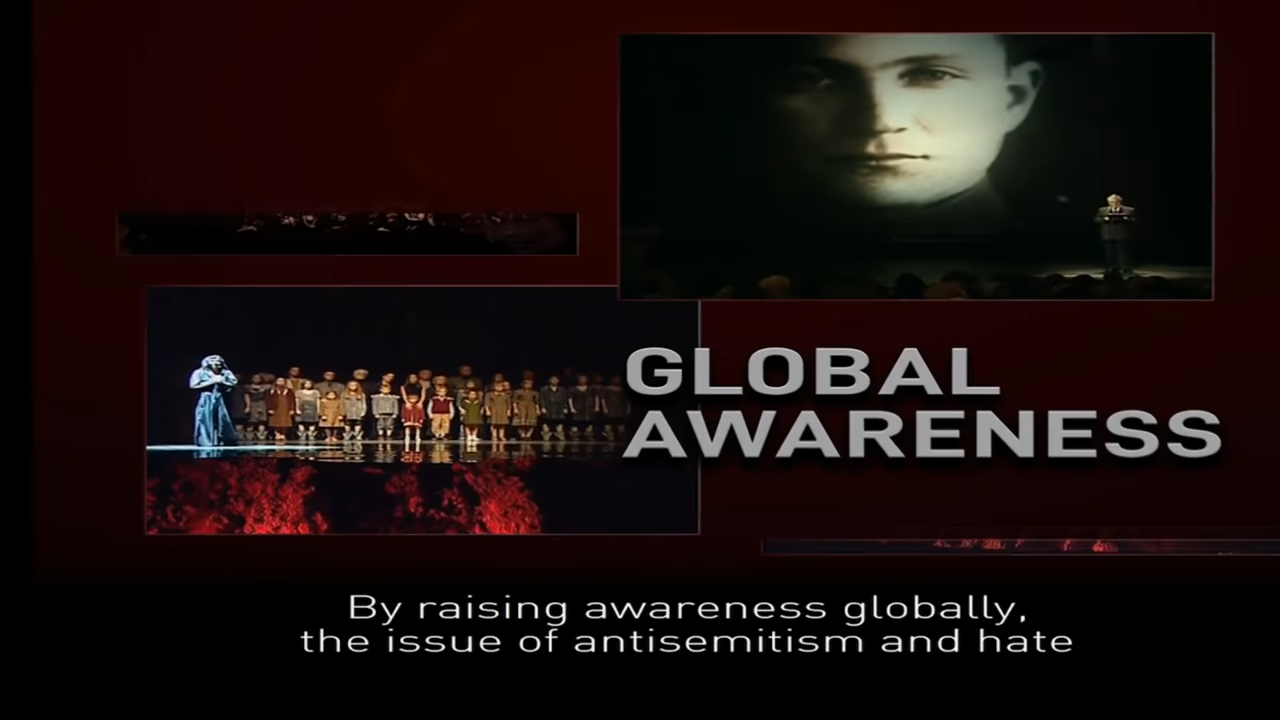 GLOBAL
AWARENESS
By raising awareness globally,
the issue of antisemitism and hate